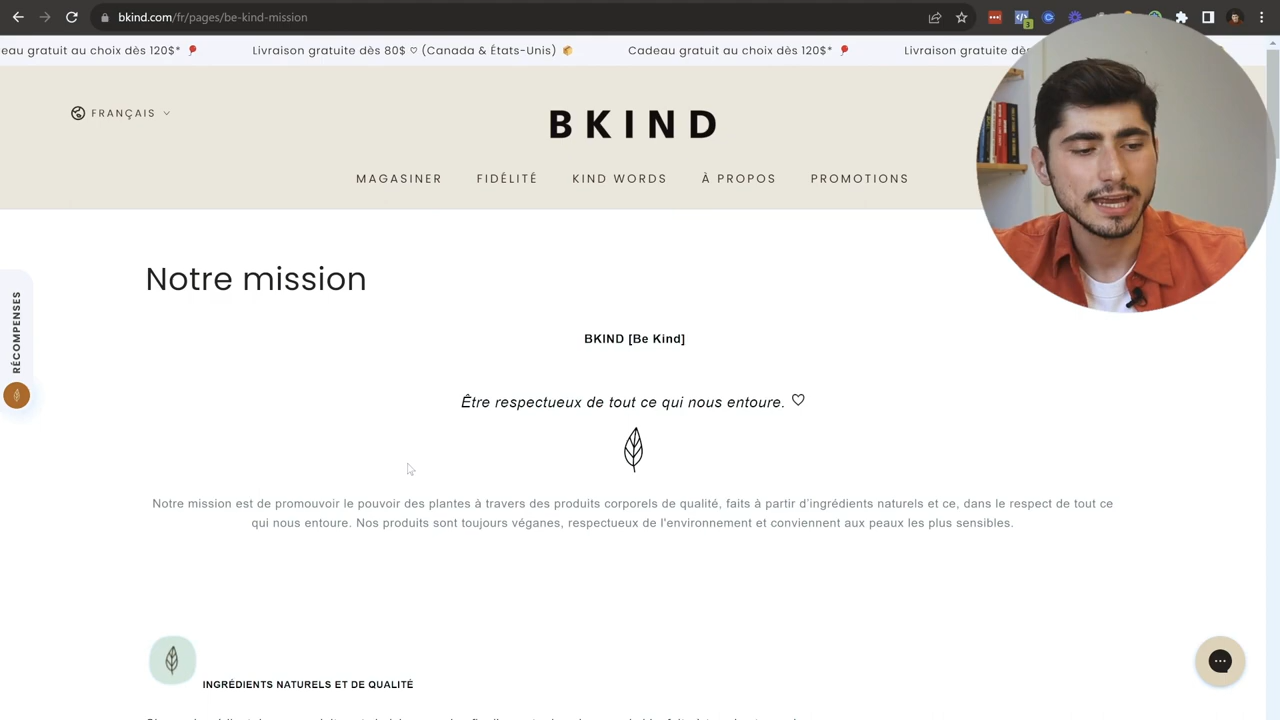 bkind.com/fr/pages/be-kind-mission
3
eau gratuit au choix dès 120$*
Livraison gratuite dès 80$ ♡ (Canada & États-Unis)
Cadeau gratuit au choix dès 120$*
Livraison gratuite dès
FRANÇAIS
BKIND
MAGASINER FIDÉLITÉ KIND WORDS À PROPOS PROMOTIONS
Notre mission
RÉCOMPENSES
BKIND [Be Kind]
Être respectueux de tout ce qui nous entoure. ♡
Notre mission est de promouvoir le pouvoir des plantes à travers des produits corporels de qualité, faits à partir d'ingrédients naturels et ce, dans le respect de tout ce
qui nous entoure. Nos produits sont toujours véganes, respectueux de l'environnement et conviennent aux peaux les plus sensibles.
INGRÉDIENTS NATURELS ET DE QUALITÉ